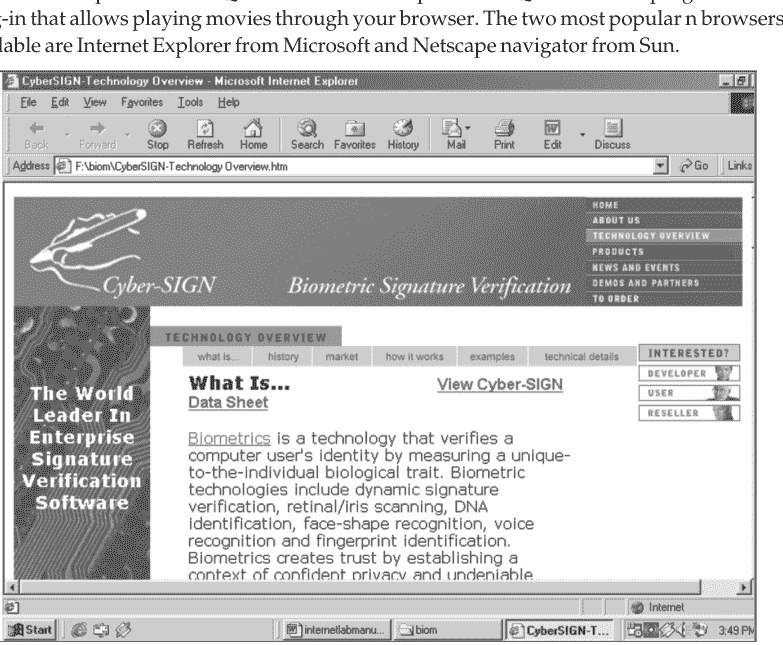 -in that allows playing movies through your browser. The two most popular n browsers
lable are Internet Explorer from Microsoft and Netscape navigator from Sun.
CyberSIGN-Technology Overview - Microsoft Internet Explorer
File Edit View Favorites Tools Help
Back Forward Stop Refresh Home Search Favorites History Mail Print Edit Discuss
Address F:\biom\CyberSIGN-Technology Overview.htm Go Links
HOME
ABOUT US
TECHNOLOGY OVERVIEW
PRODUCTS
NEWS AND EVENTS
DEMOS AND PARTNERS
TO ORDER
Cyber-SIGN Biometric Signature Verification
TECHNOLOGY OVERVIEW
what is... history market how it works examples technical details
INTERESTED?
DEVELOPER
USER
RESELLER
The World
Leader In
Enterprise
Signature
Verification
Software
What Is... View Cyber-SIGN
Data Sheet
Biometrics is a technology that verifies a
computer user's identity by measuring a unique-
to-the-individual biological trait. Biometric
technologies include dynamic signature
verification, retinal/iris scanning, DNA
identification, face-shape recognition, voice
recognition and fingerprint identification.
Biometrics creates trust by establishing a
context of confident privacy and undeniable
Internet
Start internetlabmanu... biom CyberSIGN-T... 3:49 PM